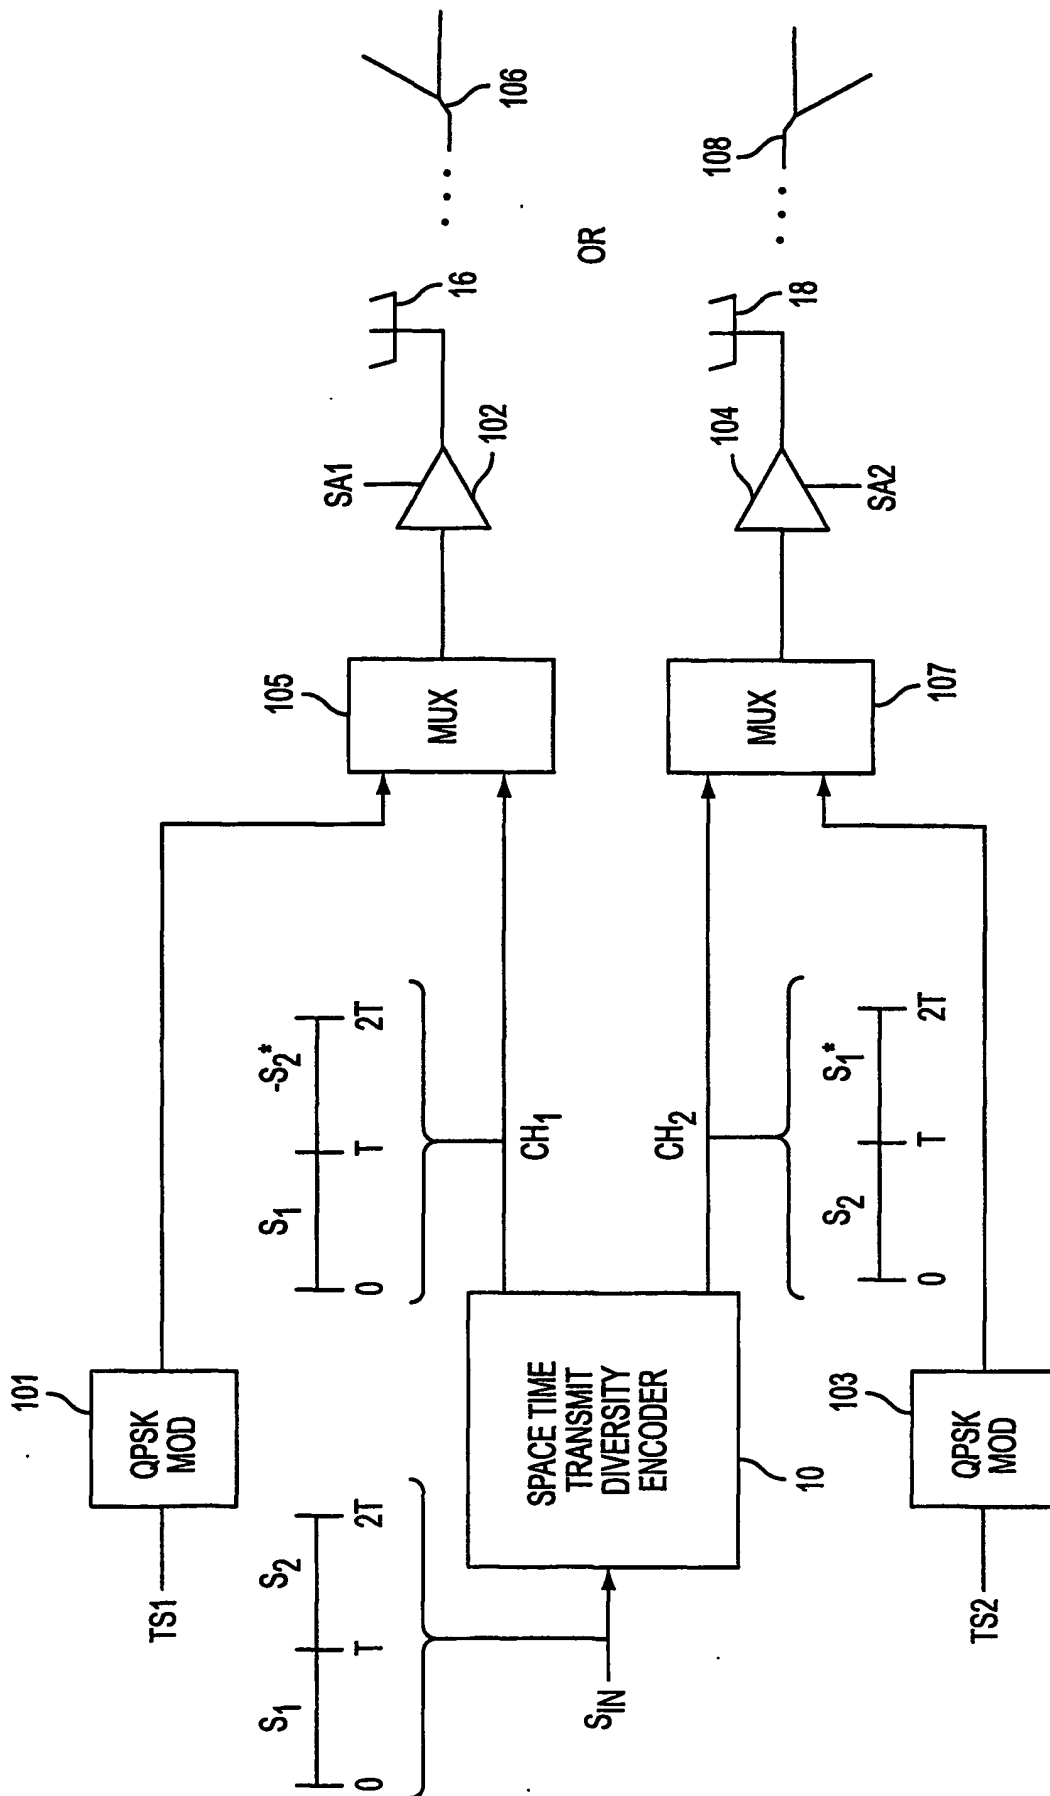 TS1
QPSK
MOD
101
S1
S2
0
T
2T
SIN
SPACE TIME
TRANSMIT
DIVERSITY
ENCODER
10
S1
-S2*
0
T
2T
CH1
CH2
S2
S1*
0
T
2T
TS2
QPSK
MOD
103
105
MUX
MUX
107
SA1
102
16
106
OR
104
SA2
18
108